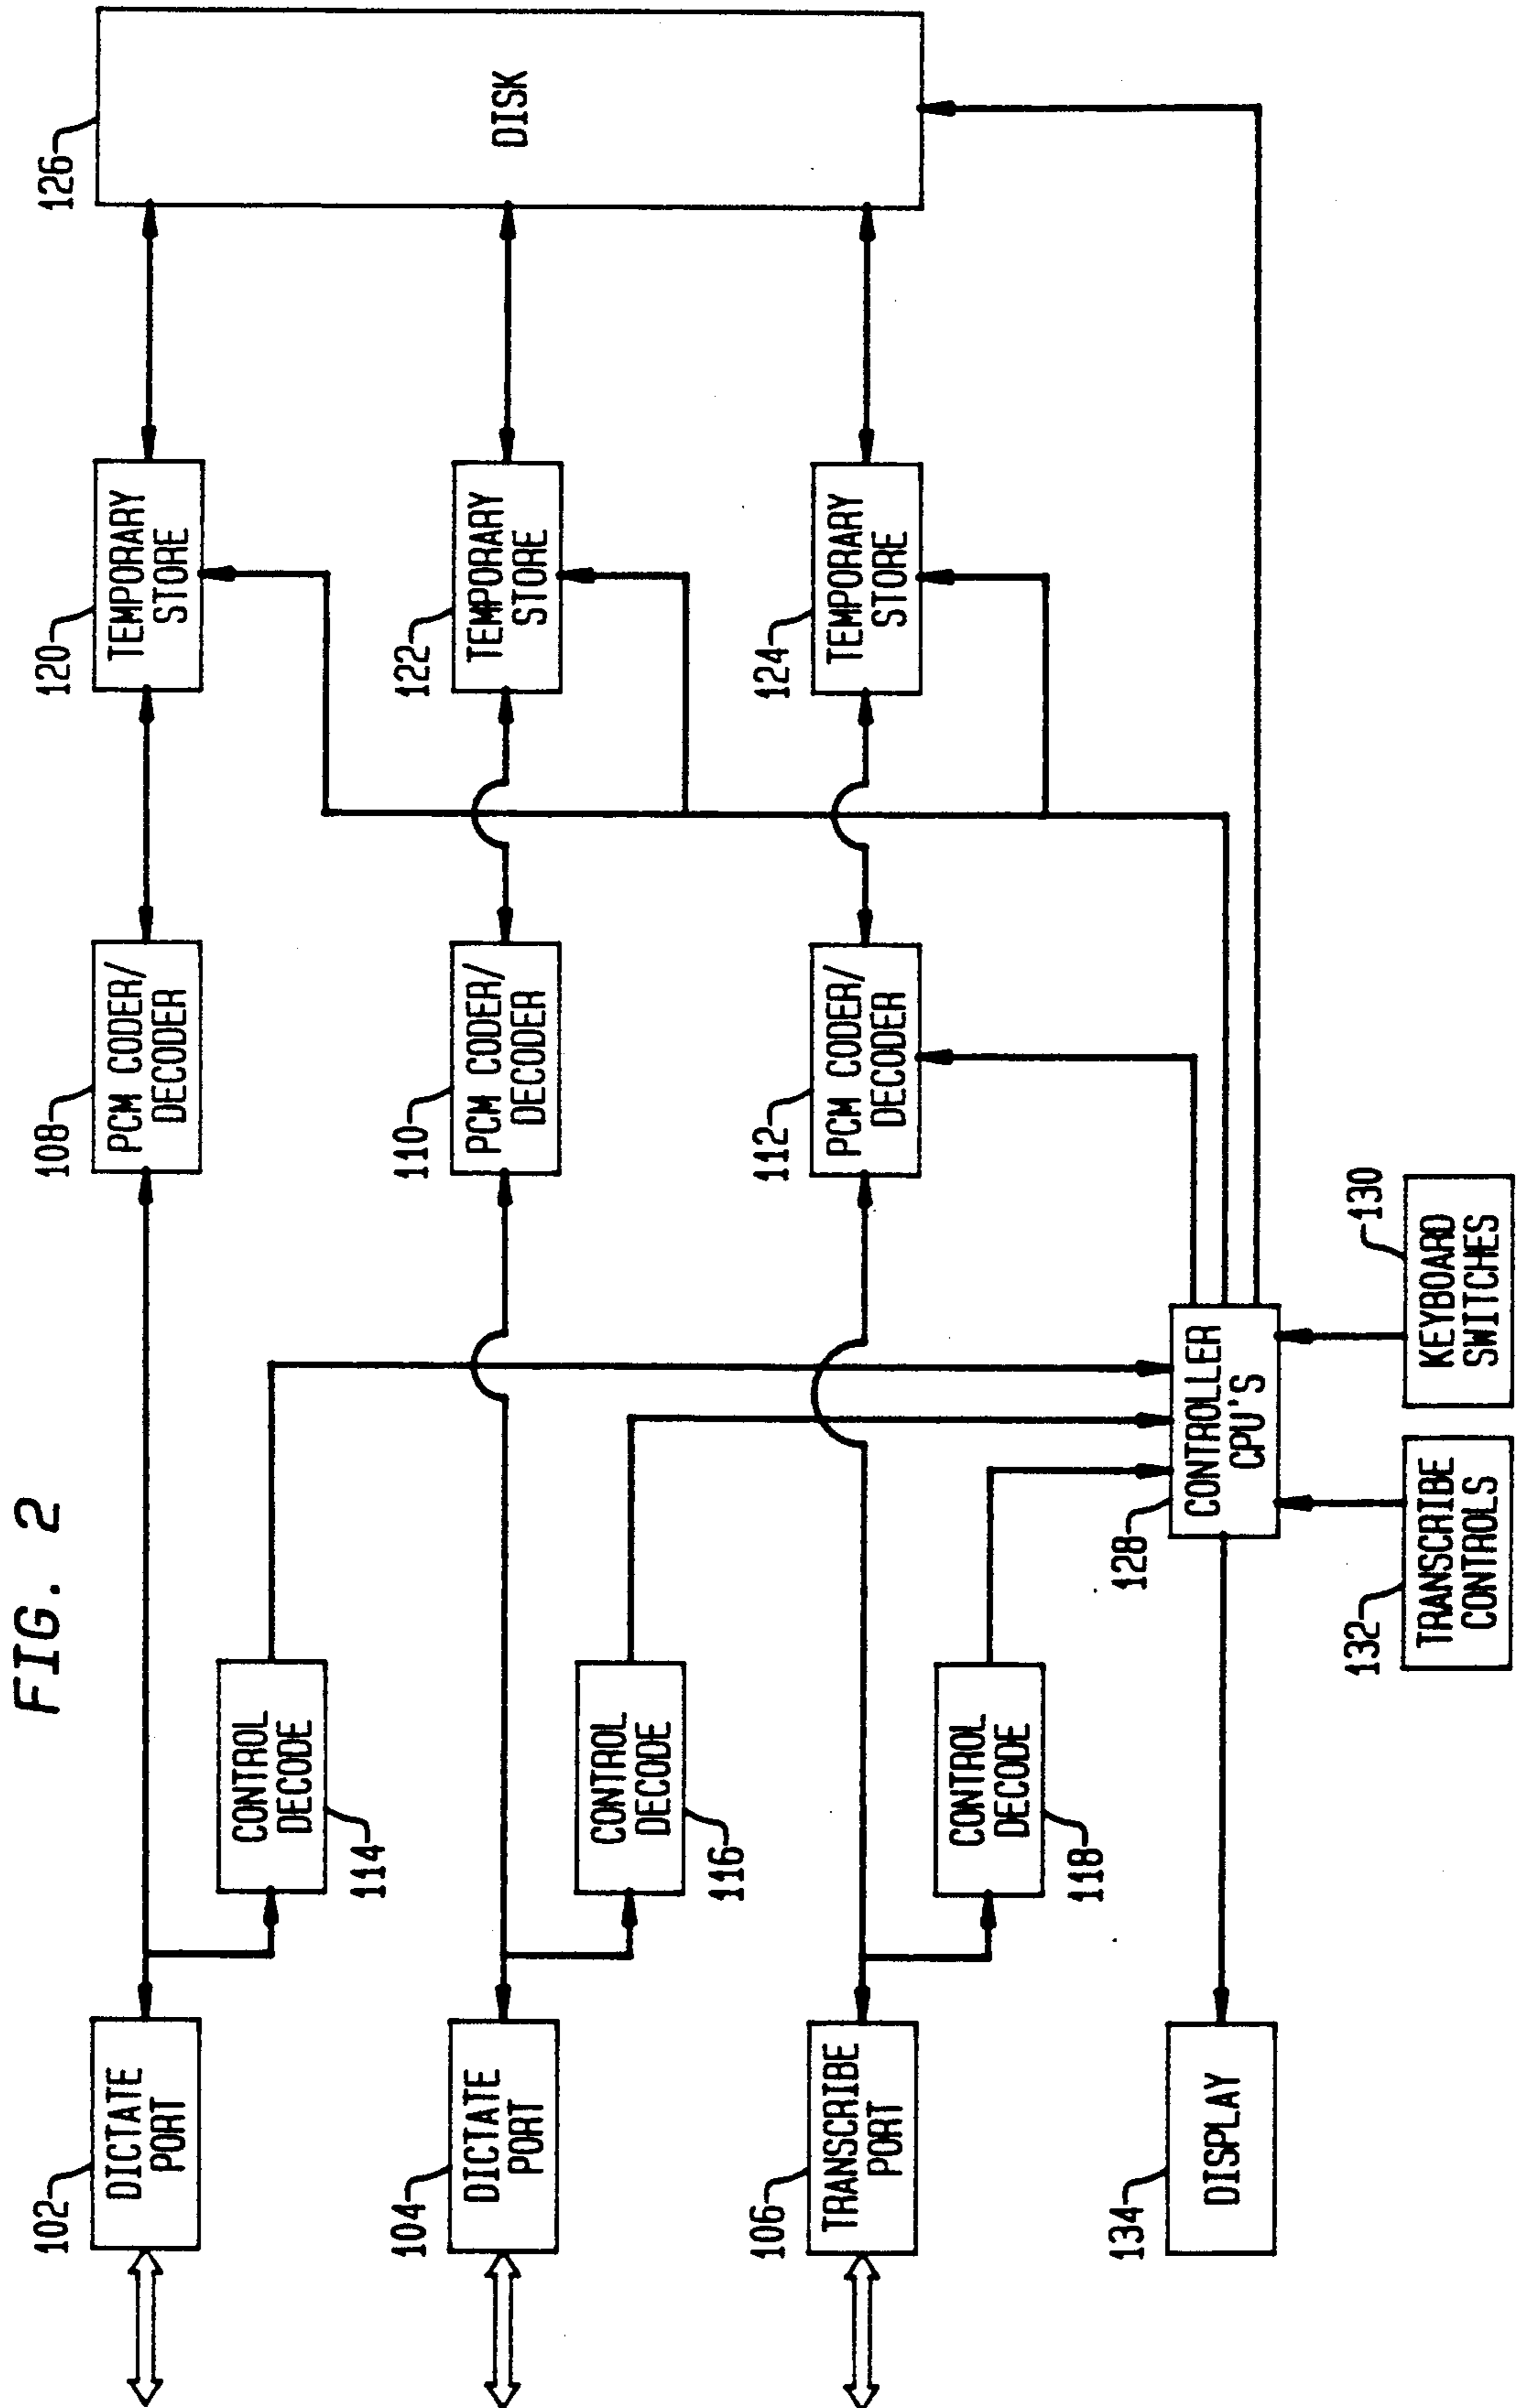 FIG. 2
102
DICTATE
PORT
108
PCM CODER/
DECODER
120
TEMPORARY
STORE
126
DISK
CONTROL
DECODE
114
104
DICTATE
PORT
110
PCM CODER/
DECODER
122
TEMPORARY
STORE
CONTROL
DECODE
116
106
TRANSCRIBE
PORT
112
PCM CODER/
DECODER
124
TEMPORARY
STORE
CONTROL
DECODE
118
134
DISPLAY
128
CONTROLLER
CPU'S
132
TRANSCRIBE
CONTROLS
130
KEYBOARD
SWITCHES